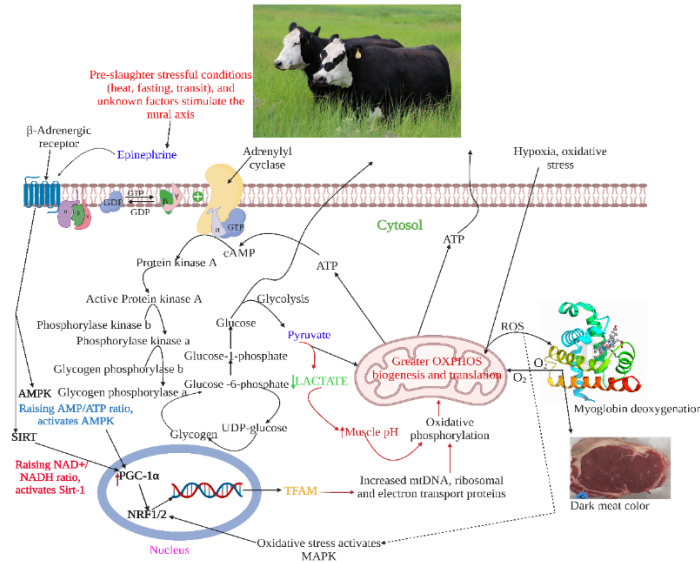 Pre-slaughter stressful conditions
(heat, fasting, transit), and
unknown factors stimulate the
nural axis
β-Adrenergic
receptor
Epinephrine
Adrenylyl
cyclase
Hypoxia, oxidative
stress
GDP
GTP
GDP
α
β
γ
β
γ
α
GTP
Cytosol
cAMP
ATP
ATP
Protein kinase A
Active Protein kinase A
Phosphorylase kinase b
Phosphorylase kinase a
Glycogen phosphorylase b
Glycogen phosphorylase a
Glycolysis
Glucose
Pyruvate
Glucose-1-phosphate
Glucose -6-phosphate
LACTATE
UDP-glucose
Glycogen
Muscle pH
Greater OXPHOS
biogenesis and translation
ROS
O₂
O₂
Myoglobin deoxygenation
Dark meat color
AMPK
Raising AMP/ATP ratio,
activates AMPK
SIRT
Raising NAD+/
NADH ratio,
activates Sirt-1
PGC-1α
NRF1/2
Nucleus
TFAM
Oxidative
phosphorylation
Increased mtDNA, ribosomal
and electron transport proteins
Oxidative stress activates
MAPK